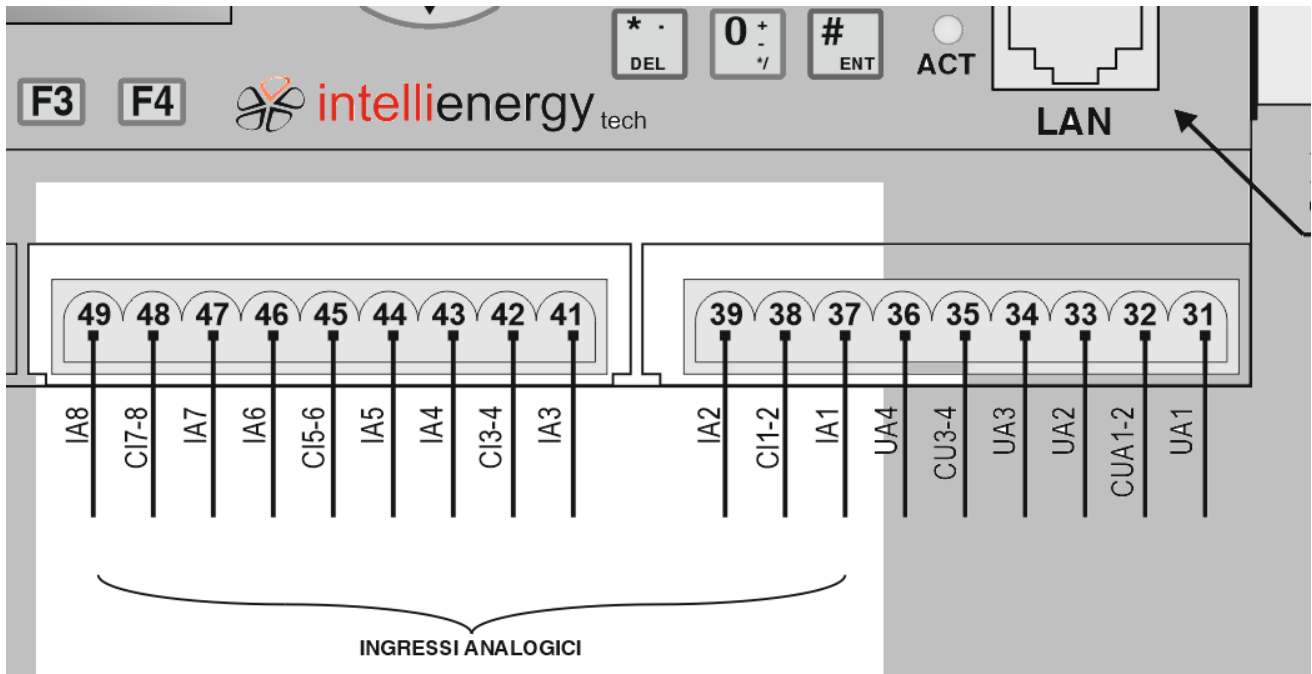 * .
DEL
0 + - */
#
ENT
ACT
F3
F4
intellienergy tech
LAN
49 48 47 46 45 44 43 42 41
39 38 37 36 35 34 33 32 31
IA8 CI7-8 IA7 IA6 CI5-6 IA5 IA4 CI3-4 IA3
IA2 CI1-2 IA1 UA4 CU3-4 UA3 UA2 CUA1-2 UA1
INGRESSI ANALOGICI